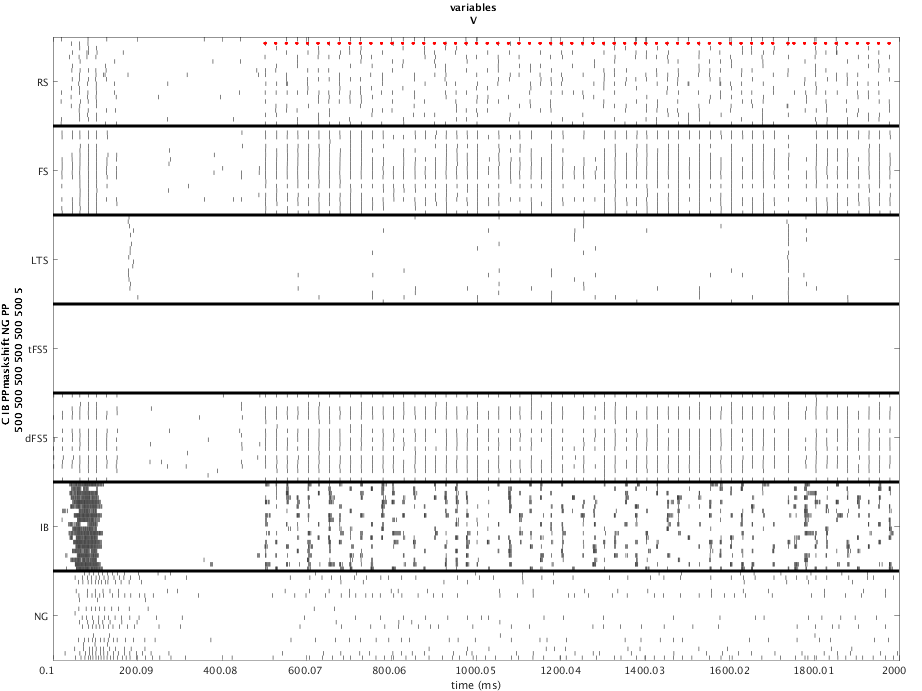 variables
V
RS
FS
LTS
tFS5
dFS5
IB
NG
C IB PPmaskshift NG PP
500 500 500 500 500 500 5
0.1 200.09 400.08 600.07 800.06 1000.05 1200.04 1400.03 1600.02 1800.01 2000
time (ms)